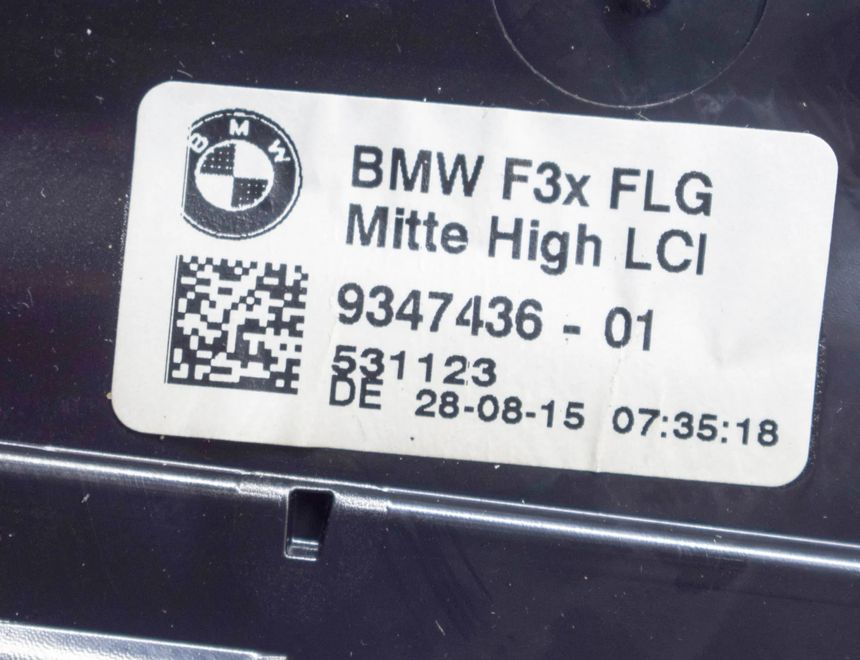 BMW
BMW F3x FLG
Mitte High LCI
9347436 - 01
531123
DE 28-08-15 07:35:18